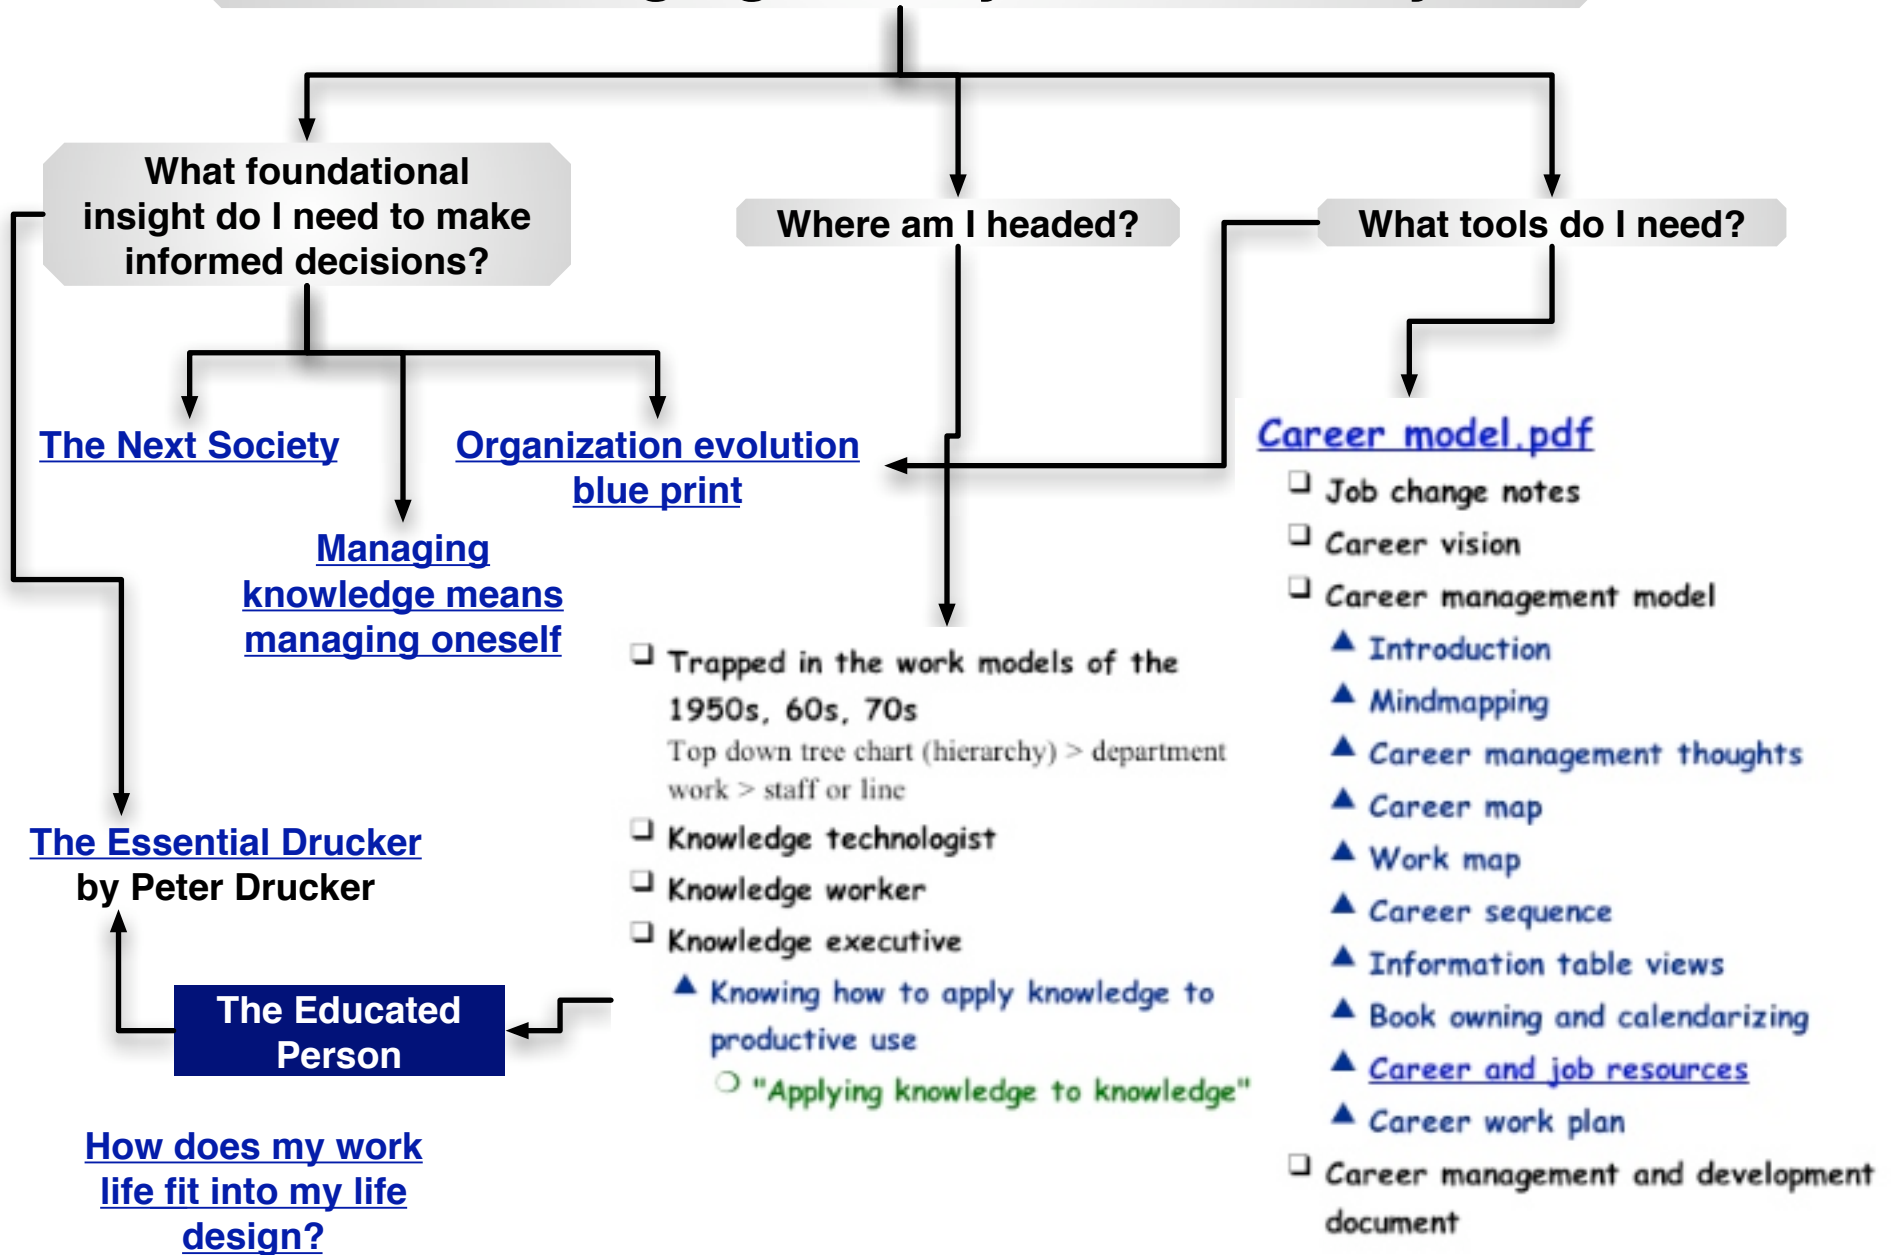 What foundational
insight do I need to make
informed decisions?
Where am I headed?
What tools do I need?
The Next Society
Organization evolution
blue print
Managing
knowledge means
managing oneself
The Essential Drucker
by Peter Drucker
The Educated
Person
How does my work
life fit into my life
design?
Trapped in the work models of the
1950s, 60s, 70s
Top down tree chart (hierarchy) > department
work > staff or line
Knowledge technologist
Knowledge worker
Knowledge executive
Knowing how to apply knowledge to
productive use
"Applying knowledge to knowledge"
Career model.pdf
Job change notes
Career vision
Career management model
Introduction
Mindmapping
Career management thoughts
Career map
Work map
Career sequence
Information table views
Book owning and calendarizing
Career and job resources
Career work plan
Career management and development
document